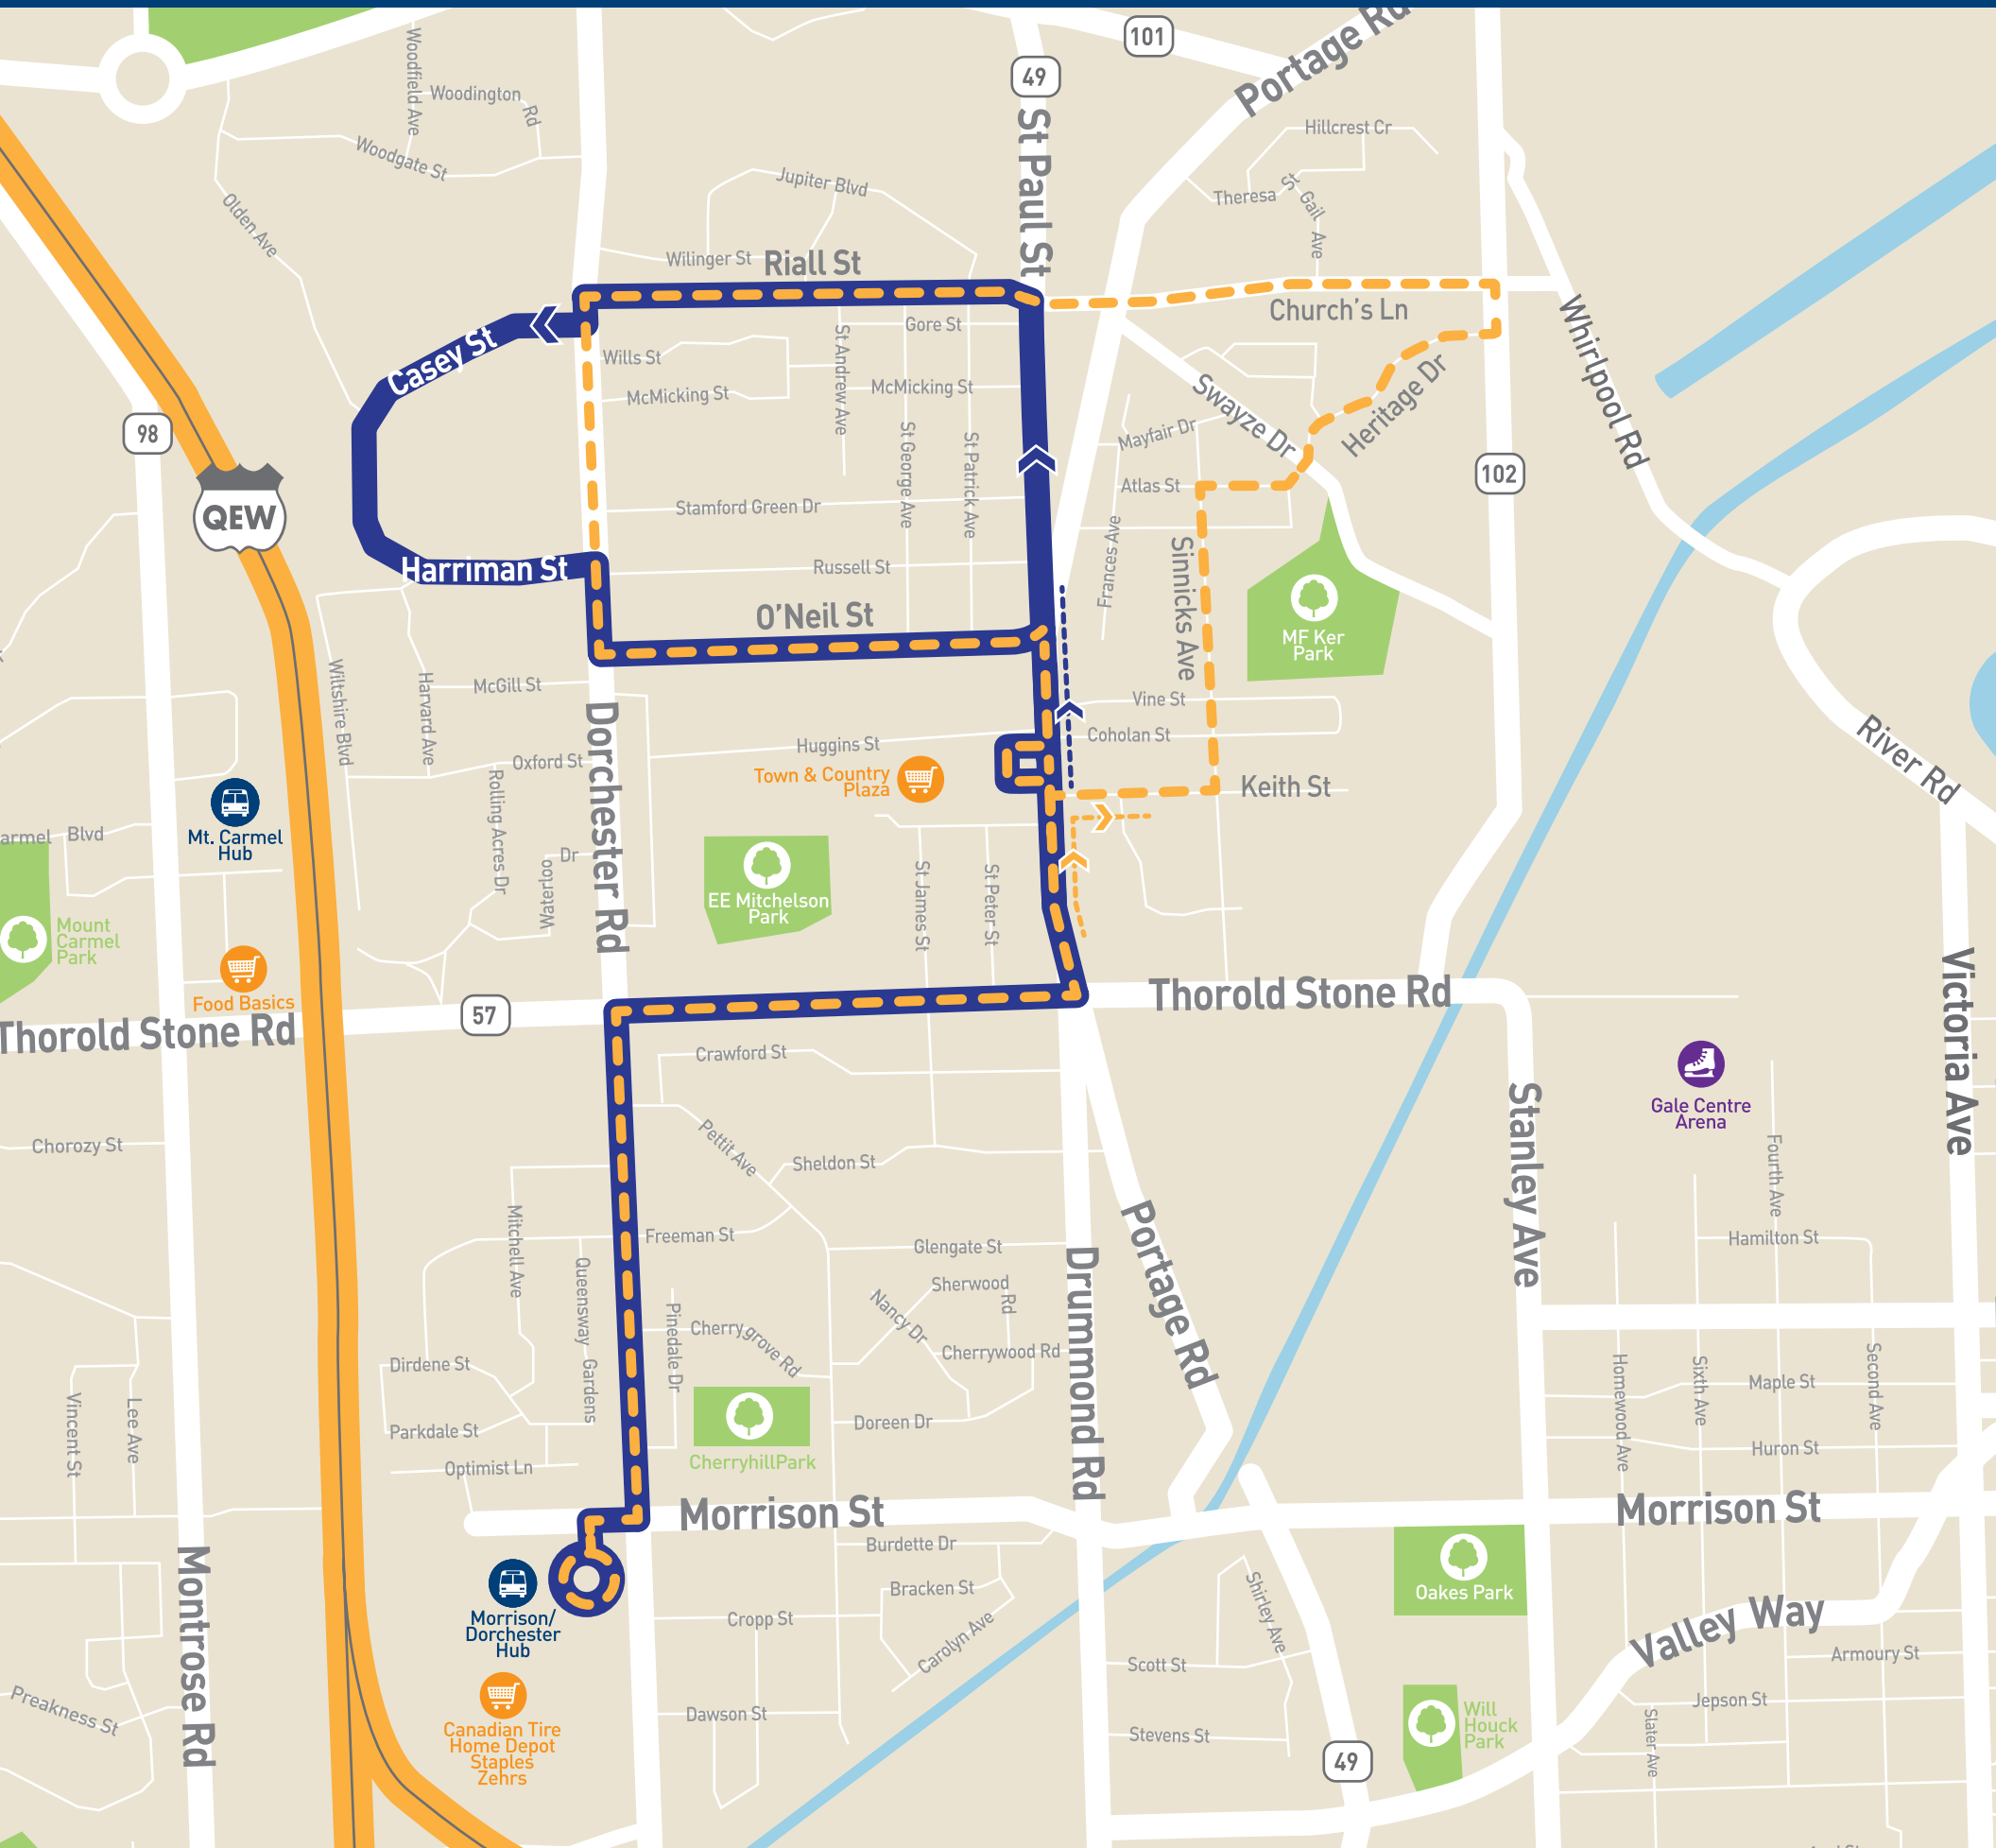 101
Portage Rd
49
St Paul St
Woodfield Ave
Woodington
Rd
Woodgate St
Hillcrest Cr
Theresa
St
Gail
Ave
Jupiter Blvd
Olden Ave
Wilinger St
Riall St
Church's Ln
Whirlpool Rd
Casey St
Gore St
St Andrew Ave
Wills St
McMicking St
McMicking St
Swayze Dr
Heritage Dr
98
QEW
St George Ave
St Patrick Ave
Mayfair Dr
Atlas St
102
Stamford Green Dr
Frances Ave
Sinnicks Ave
Harriman St
Russell St
O'Neil St
MF Ker
Park
Wiltshire Blvd
Harvard Ave
McGill St
Dorchester Rd
Vine St
Coholan St
Huggins St
Oxford St
Town & Country
Plaza
Keith St
River Rd
Rolling Acres Dr
Mt. Carmel
Hub
armel
Blvd
Dr
Waterloo
EE Mitchelson
Park
St James St
St Peter St
Mount
Carmel
Park
Food Basics
Thorold Stone Rd
57
Thorold Stone Rd
Victoria Ave
Crawford St
Gale Centre
Arena
Stanley Ave
Chorozy St
Pettit Ave
Sheldon St
Fourth Ave
Mitchell Ave
Freeman St
Glengate St
Portage Rd
Hamilton St
Queensway
Gardens
Drummond Rd
Sherwood
Rd
Nancy Dr
Cherrywood Rd
Pinedale Dr
Cherrygrove Rd
Dirdene St
Homewood Ave
Sixth Ave
Maple St
Second Ave
Vincent St
Lee Ave
Parkdale St
Doreen Dr
CherryhillPark
Huron St
Optimist Ln
Morrison St
Morrison St
Burdette Dr
Montrose Rd
Morrison/
Dorchester
Hub
Bracken St
Shirley Ave
Oakes Park
Cropp St
Carolyn Ave
Valley Way
Scott St
Armoury St
Preakness St
Canadian Tire
Home Depot
Staples
Zehrs
Dawson St
Stevens St
Will
Houck
Park
Jepson St
Slater Ave
49